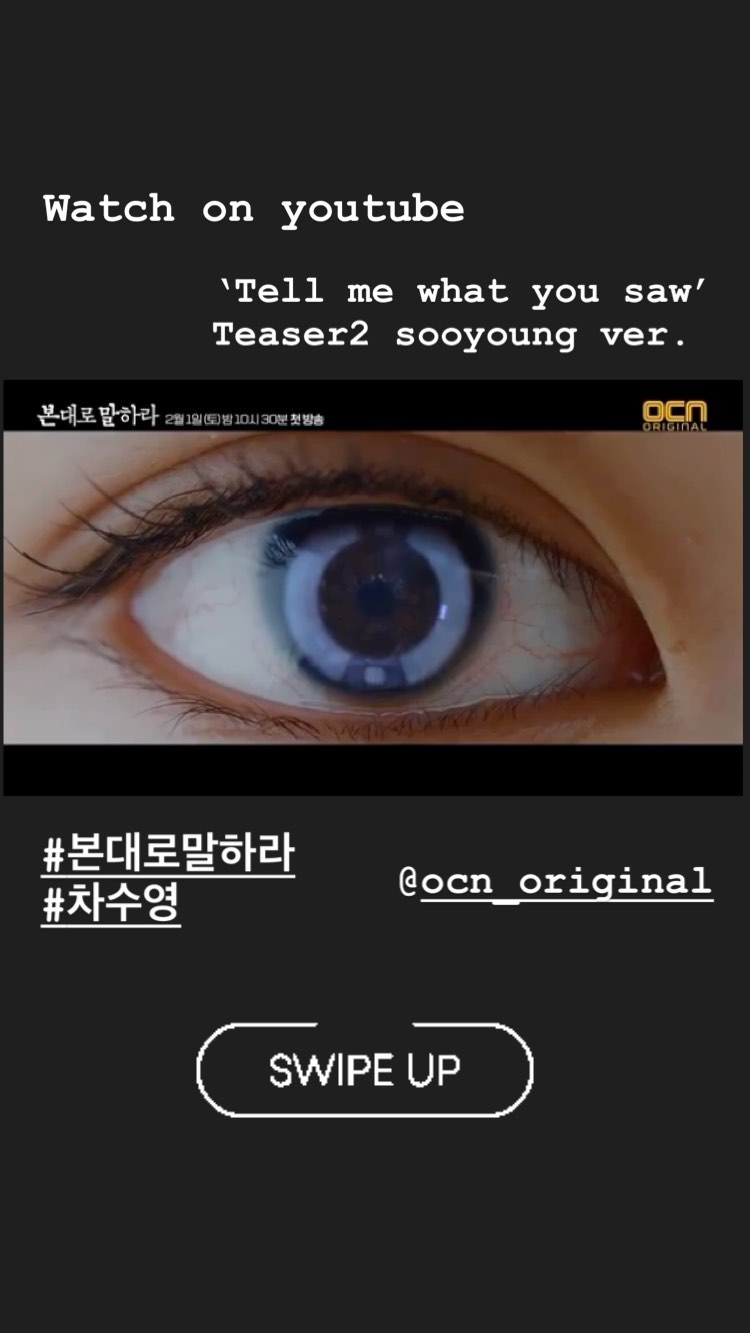 Watch on youtube
‘Tell me what you saw’
Teaser2 sooyoung ver.
본대로 말하라 2월 1일(토) 밤 10시 30분 첫 방송
OCN
ORIGINAL
#본대로말하라
#차수영
@ocn_original
SWIPE UP